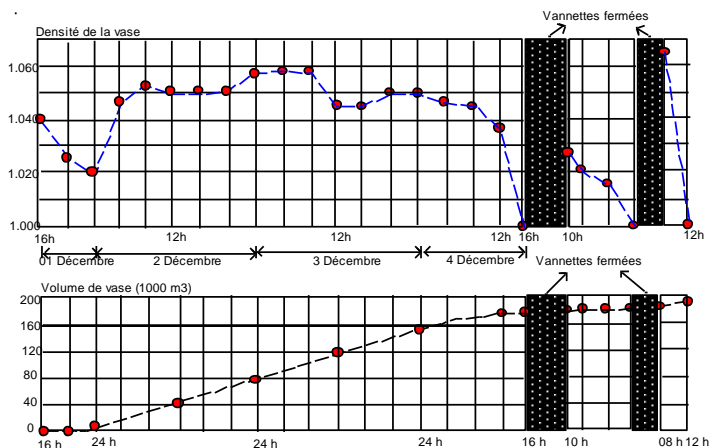 .
Vannettes fermées
Densité de la vase
1.060
1.040
1.020
1.000
16h 12h 12h 12h 16h 10h 12h
01 Décembre 2 Décembre 3 Décembre 4 Décembre
Vannettes fermées
Volume de vase (1000 m3)
200
160
120
80
40
0
16 h 24 h 24 h 24 h 16 h 10 h 08 h 12 h